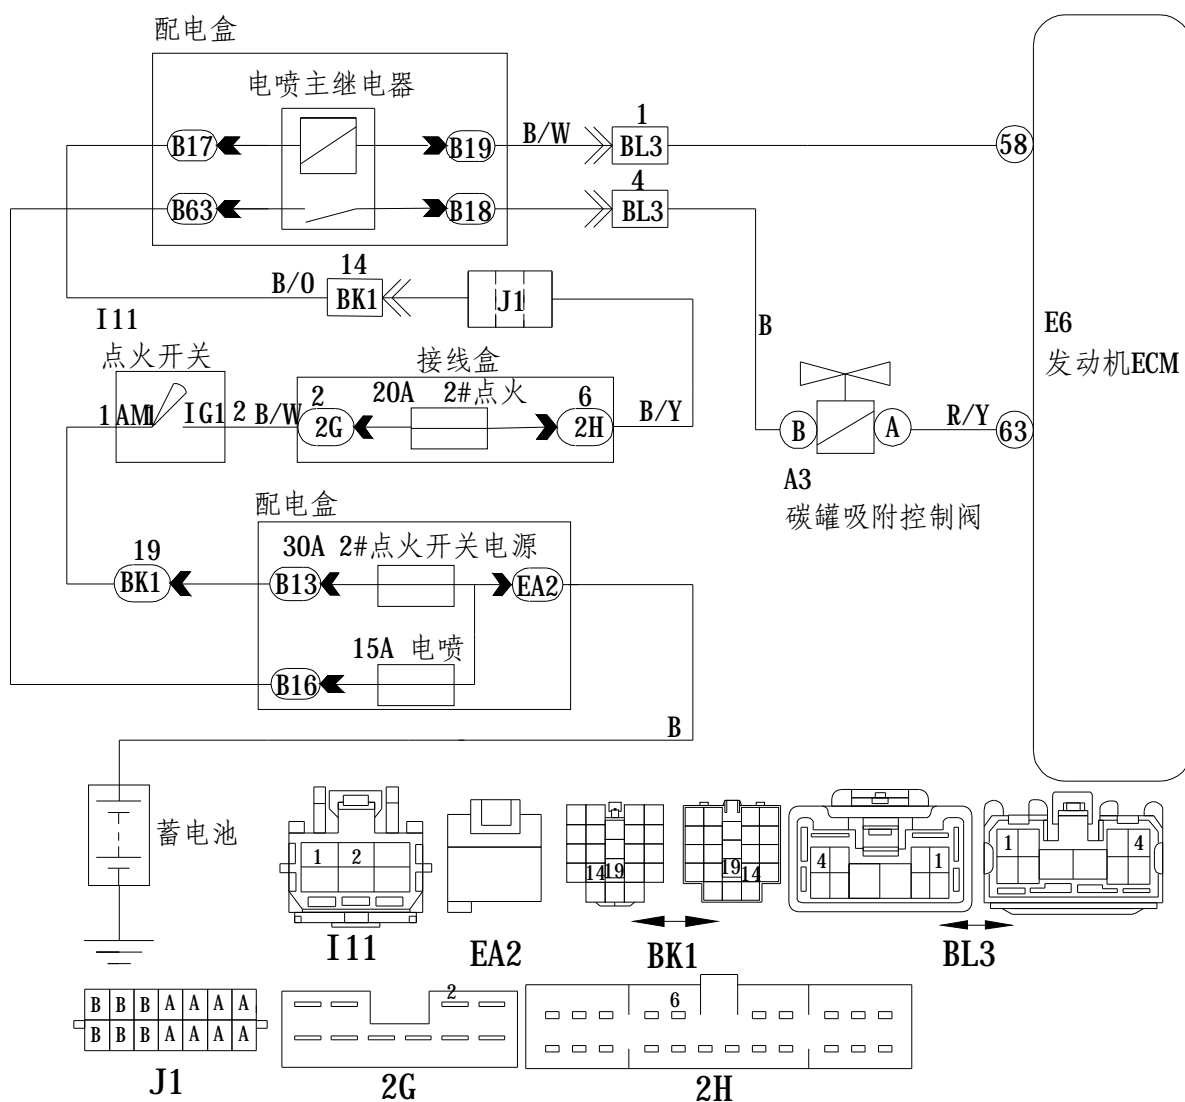 配电盒
电喷主继电器
B17
B19
B/W
1
BL3
58
B63
B18
4
BL3
B/O
14
BK1
J1
B
E6
发动机ECM
I11
点火开关
1 AM1
IG1 2
B/W
接线盒
2
2G
20A 2#点火
6
2H
B/Y
B
A
R/Y
63
A3
碳罐吸附控制阀
配电盒
19
BK1
30A 2#点火开关电源
B13
EA2
15A 电喷
B16
B
蓄电池
1 2
I11
EA2
14 19
19 14
BK1
4 1
1 4
BL3
B B B A A A A
B B B A A A A
J1
2
2G
6
2H